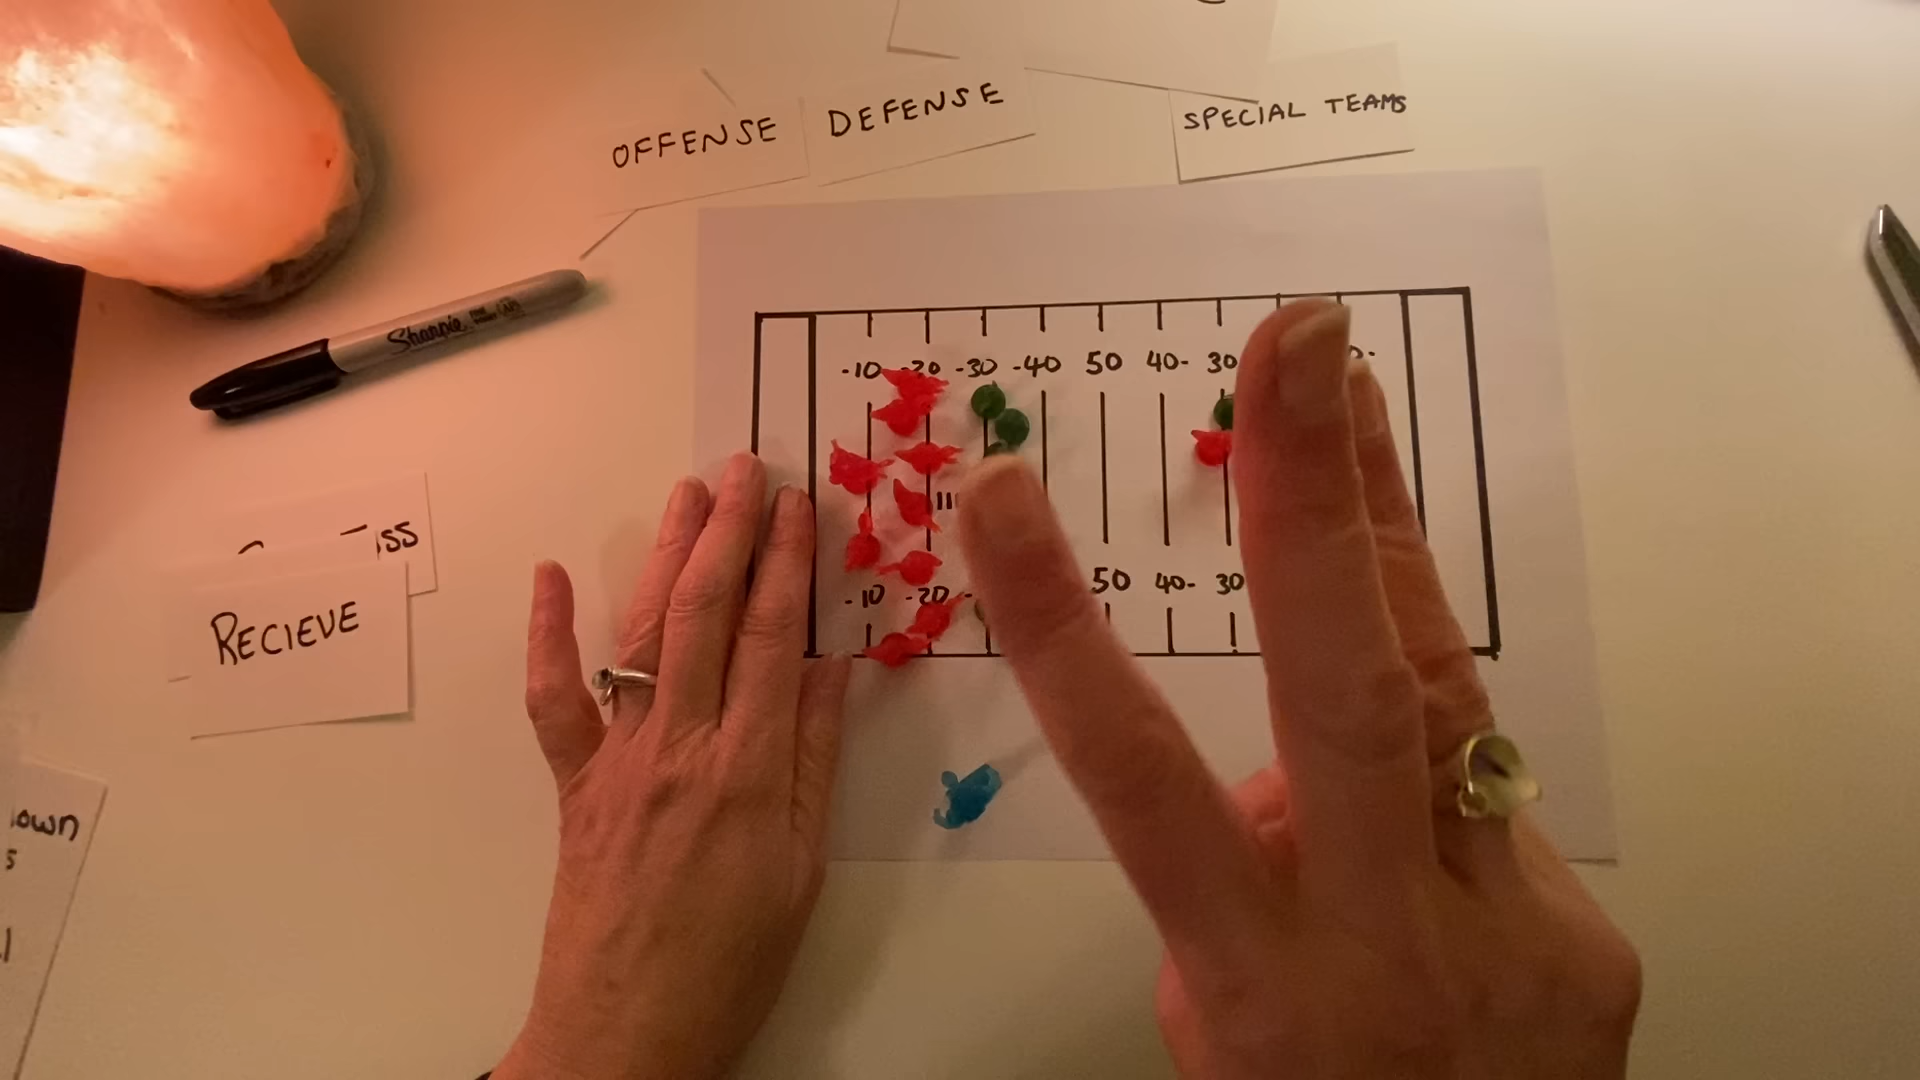 OFFENSE
DEFENSE
SPECIAL TEAMS
Sharpie
-10 -20 -30 -40 50 40- 30
-10 -20 - 50 40- 30
RECIEVE